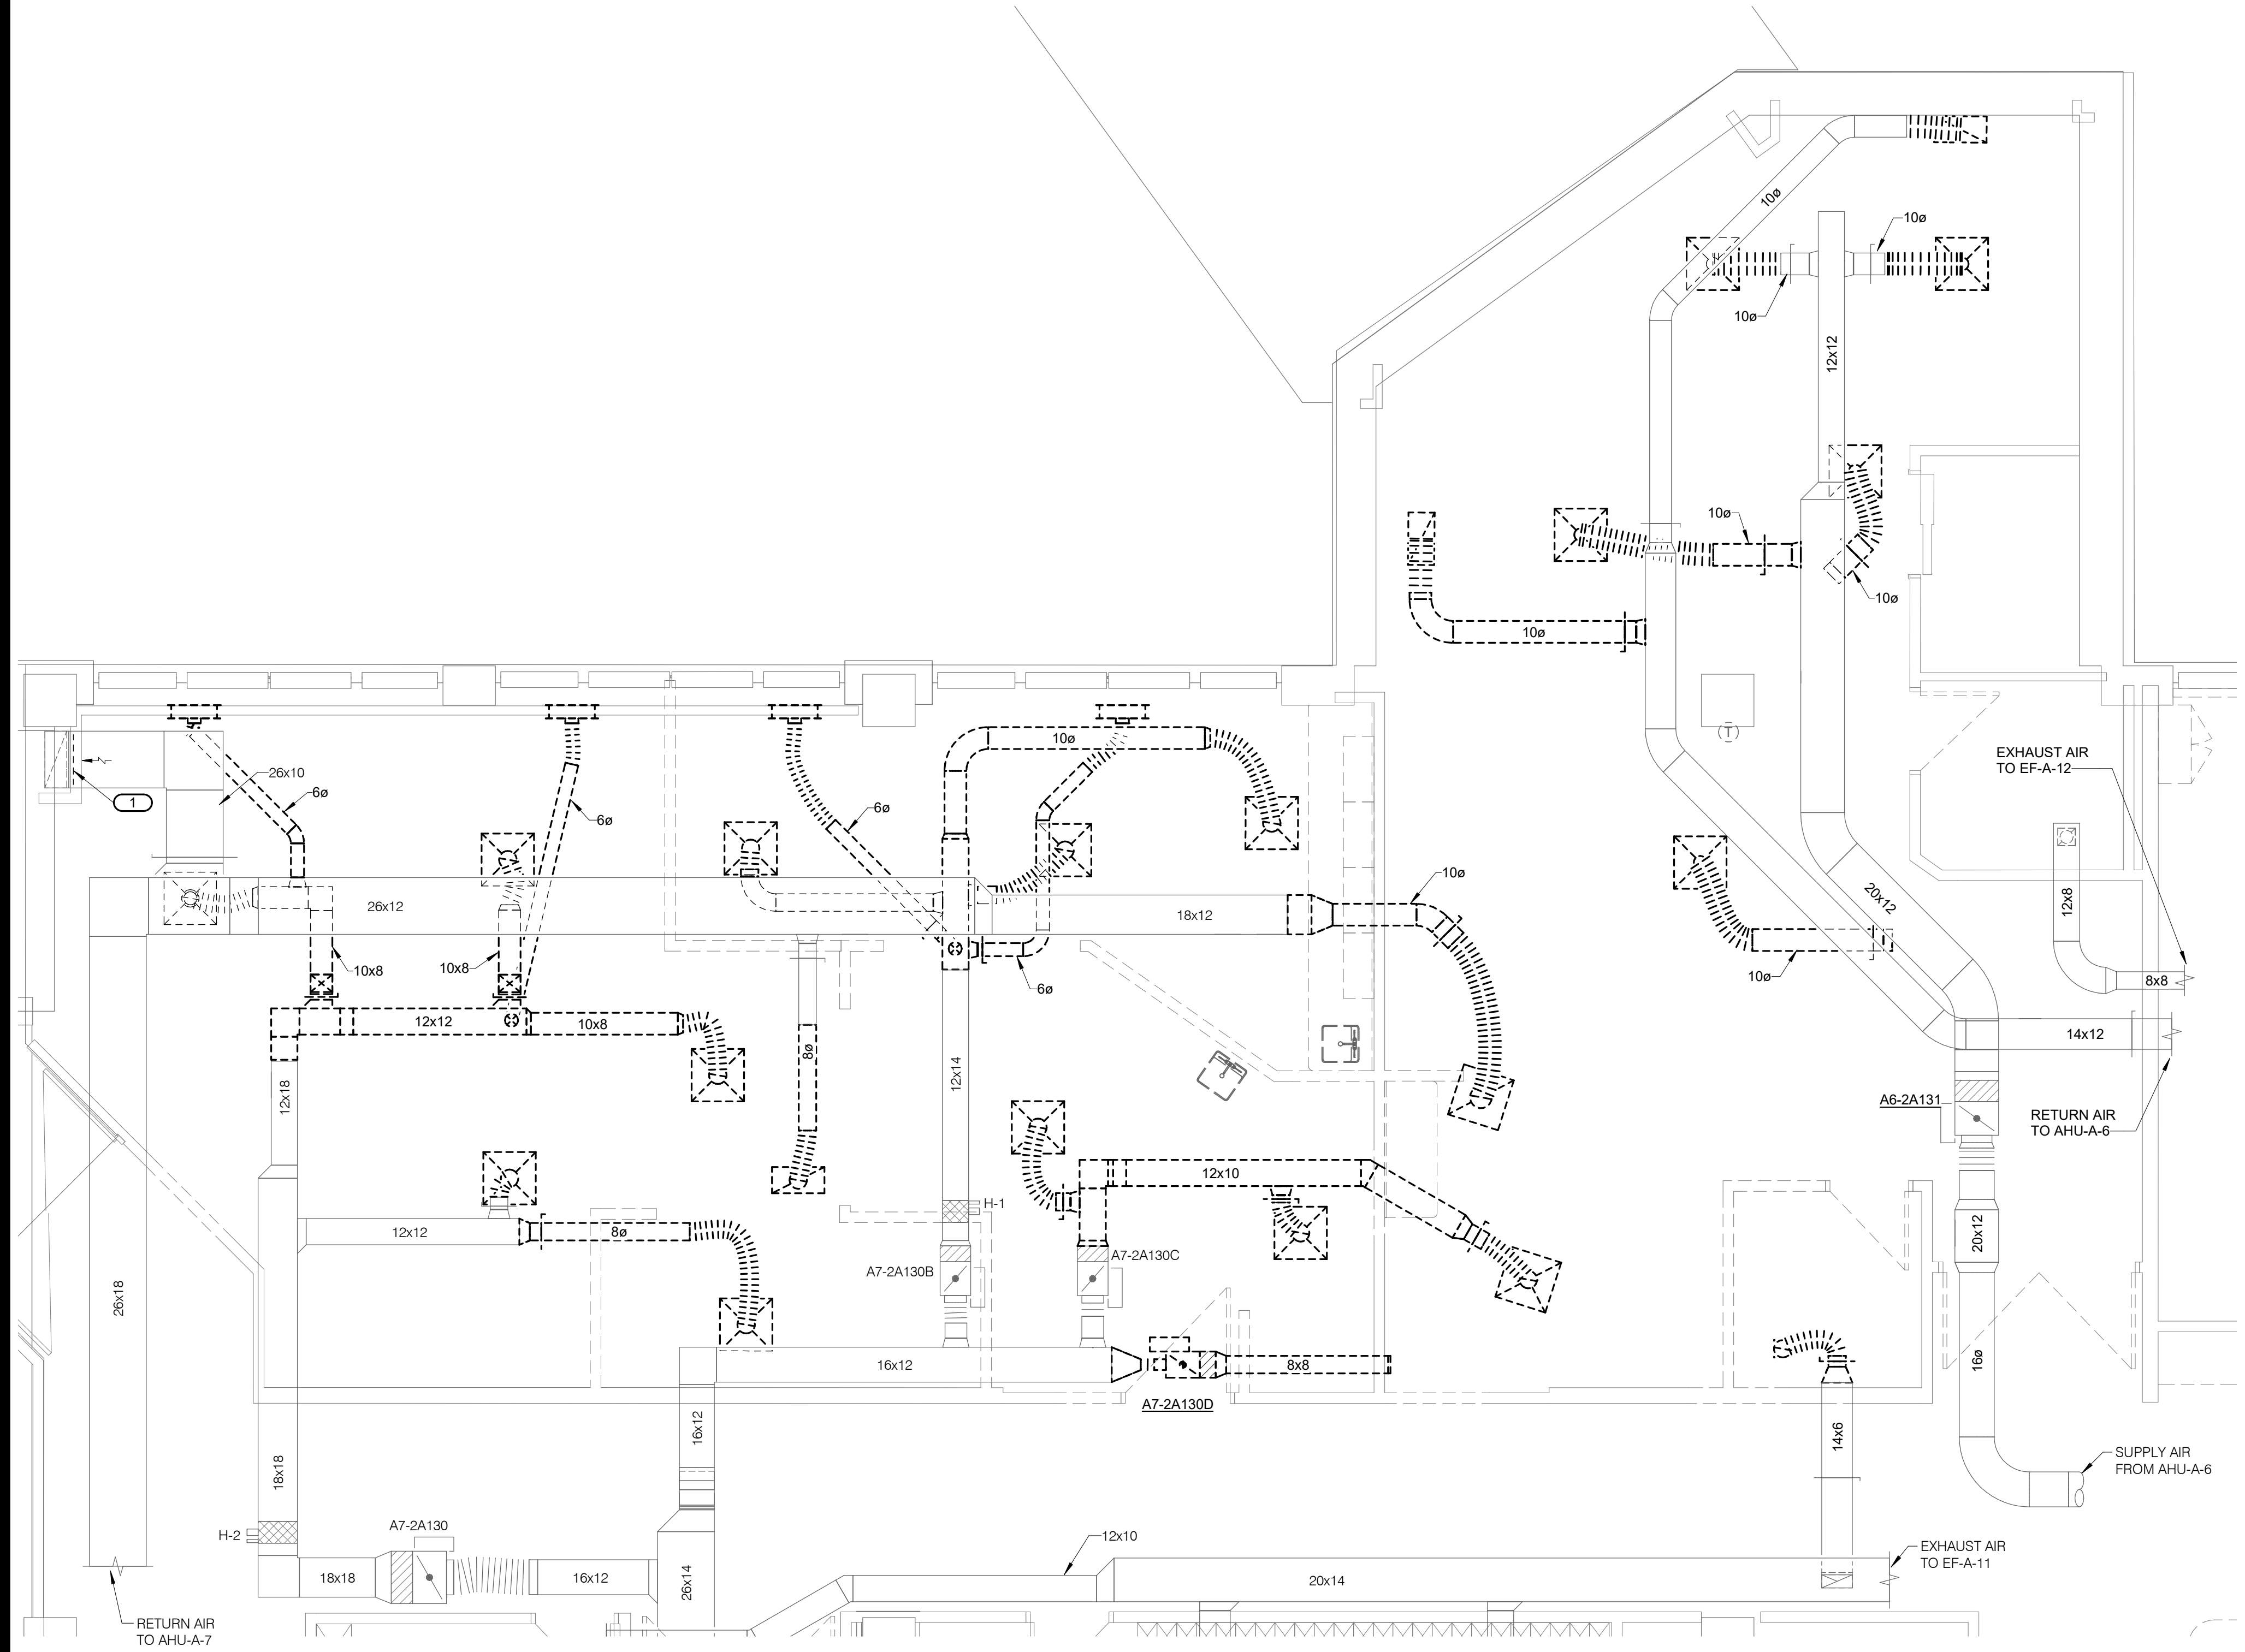 10ø
10ø
10ø
12x12
10ø
10ø
10ø
(T)
10ø
EXHAUST AIR
TO EF-A-12
26x10
1
6ø
6ø
6ø
10ø
20x12
12x8
26x12
18x12
10x8
10x8
10ø
8x8
6ø
12x12
10x8
14x12
8ø
12x14
12x18
A6-2A131
RETURN AIR
TO AHU-A-6
12x10
H-1
12x12
8ø
20x12
A7-2A130C
A7-2A130B
26x18
16x12
8x8
16ø
A7-2A130D
16x12
14x6
SUPPLY AIR
FROM AHU-A-6
18x18
A7-2A130
H-2
12x10
EXHAUST AIR
TO EF-A-11
18x18
16x12
26x14
20x14
RETURN AIR
TO AHU-A-7